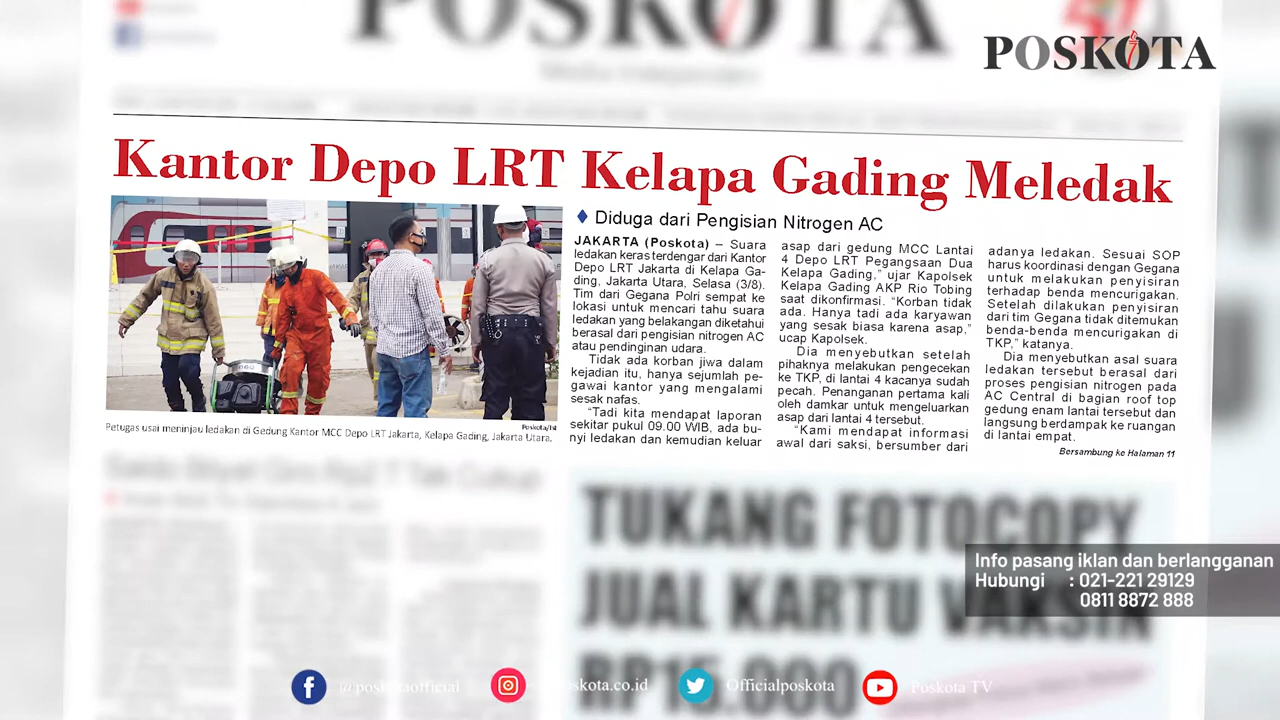 POSKOTA
POSKOTA
Kantor Depo LRT Kelapa Gading Meledak
Diduga dari Pengisian Nitrogen AC
JAKARTA (Poskota) – Suara
ledakan keras terdengar dari Kantor
Depo LRT Jakarta di Kelapa Ga-
ding, Jakarta Utara, Selasa (3/8).
Tim dari Gegana Polri sempat ke
lokasi untuk mencari tahu suara
ledakan yang belakangan diketahui
berasal dari pengisian nitrogen AC
atau pendinginan udara.
Tidak ada korban jiwa dalam
kejadian itu, hanya sejumlah pe-
gawai kantor yang mengalami
sesak nafas.
“Tadi kita mendapat laporan
sekitar pukul 09.00 WIB, ada bu-
nyi ledakan dan kemudian keluar
asap dari gedung MCC Lantai
4 Depo LRT Pegangsaan Dua
Kelapa Gading,” ujar Kapolsek
Kelapa Gading AKP Rio Tobing
saat dikonfirmasi. “Korban tidak
ada. Hanya tadi ada karyawan
yang sesak biasa karena asap,”
ucap Kapolsek.
Dia menyebutkan setelah
pihaknya melakukan pengecekan
ke TKP, di lantai 4 kacanya sudah
pecah. Penanganan pertama kali
oleh damkar untuk mengeluarkan
asap dari lantai 4 tersebut.
“Kami mendapat informasi
awal dari saksi, bersumber dari
adanya ledakan. Sesuai SOP
harus koordinasi dengan Gegana
untuk melakukan penyisiran
terhadap benda mencurigakan.
Setelah dilakukan penyisiran
dari tim Gegana tidak ditemukan
benda-benda mencurigakan di
TKP,” katanya.
Dia menyebutkan asal suara
ledakan tersebut berasal dari
proses pengisian nitrogen pada
AC Central di bagian roof top
gedung enam lantai tersebut dan
langsung berdampak ke ruangan
di lantai empat.
Bersambung ke Halaman 11
Poskota/Ist
Petugas usai meninjau ledakan di Gedung Kantor MCC Depo LRT Jakarta, Kelapa Gading, Jakarta Utara.
TUKANG FOTOCOPY
JUAL KARTU VAKSIN
RP15.000
Info pasang iklan dan berlangganan
Hubungi : 021-221 29129
0811 8872 888
@poskotaofficial
poskota.co.id
Officialposkota
Poskota TV